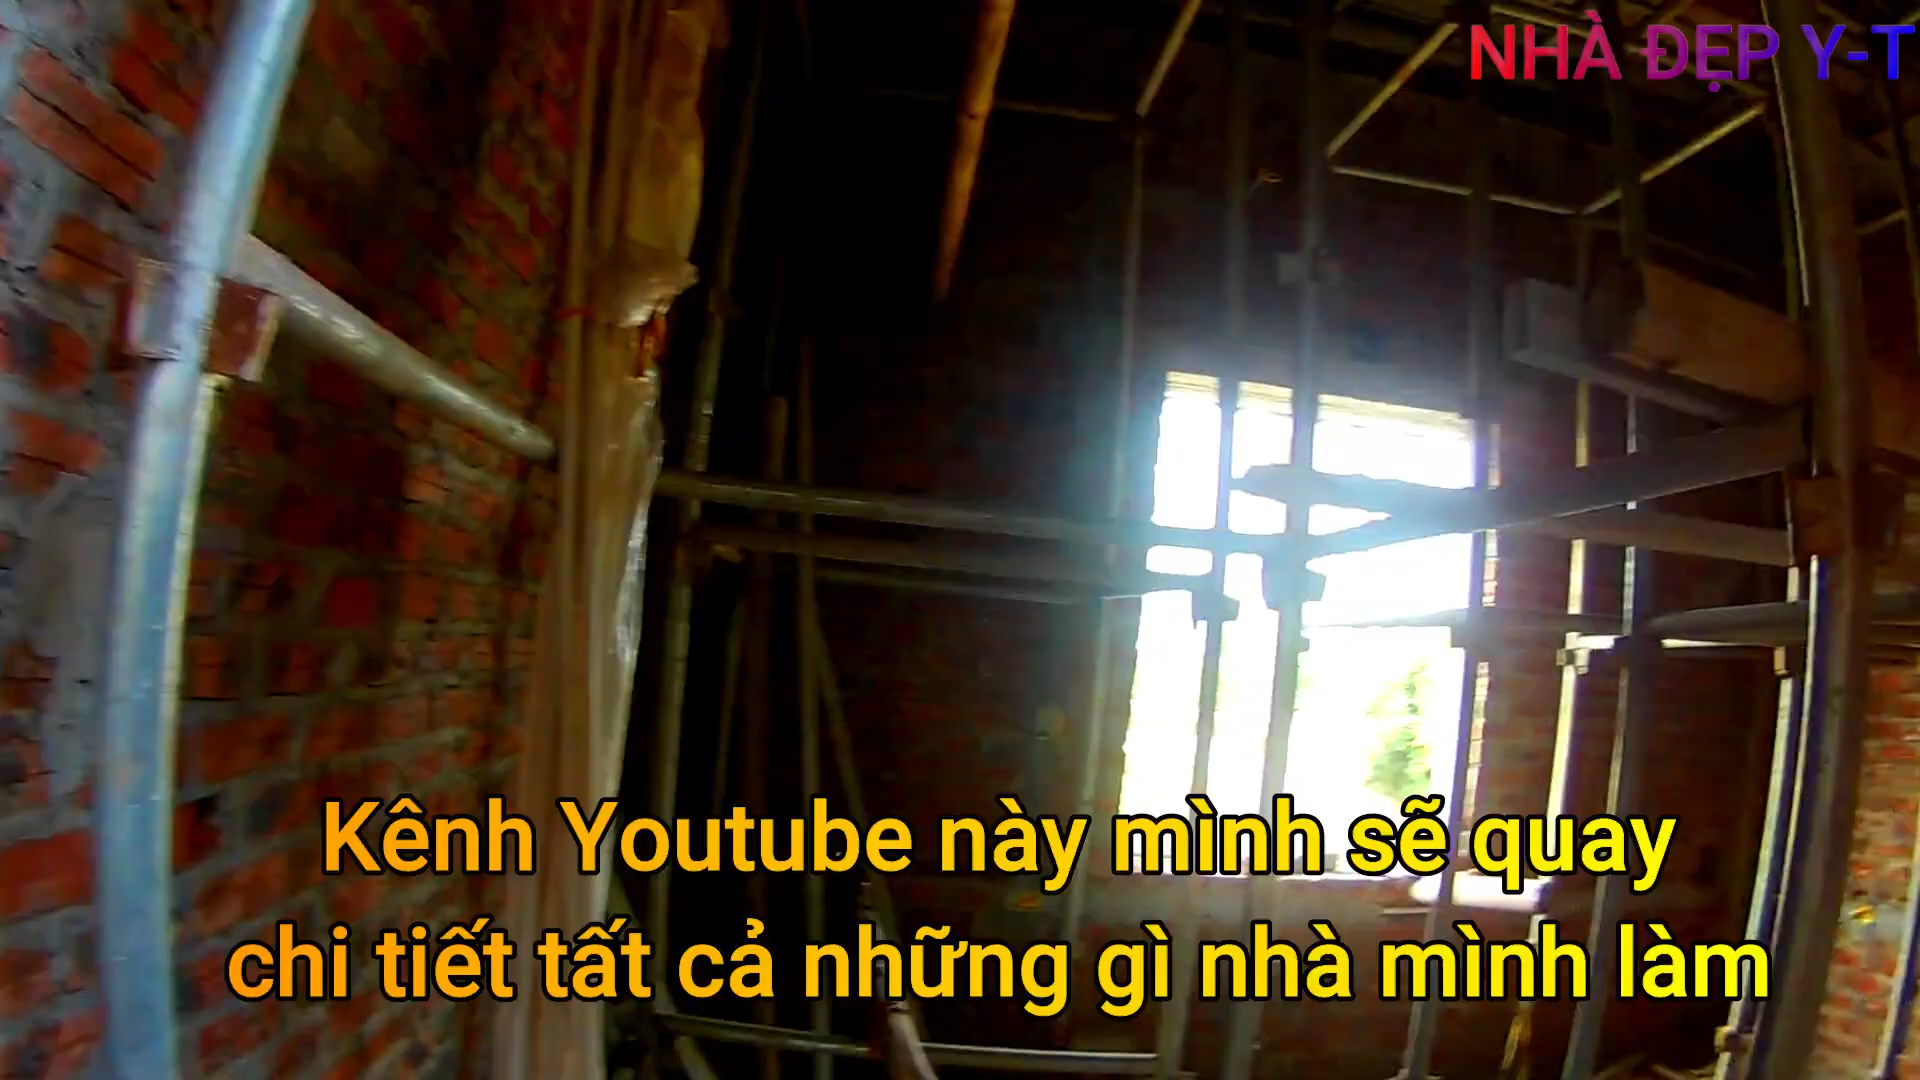 NHÀ ĐẸP Y-T
Kênh Youtube này mình sẽ quay
chi tiết tất cả những gì nhà mình làm